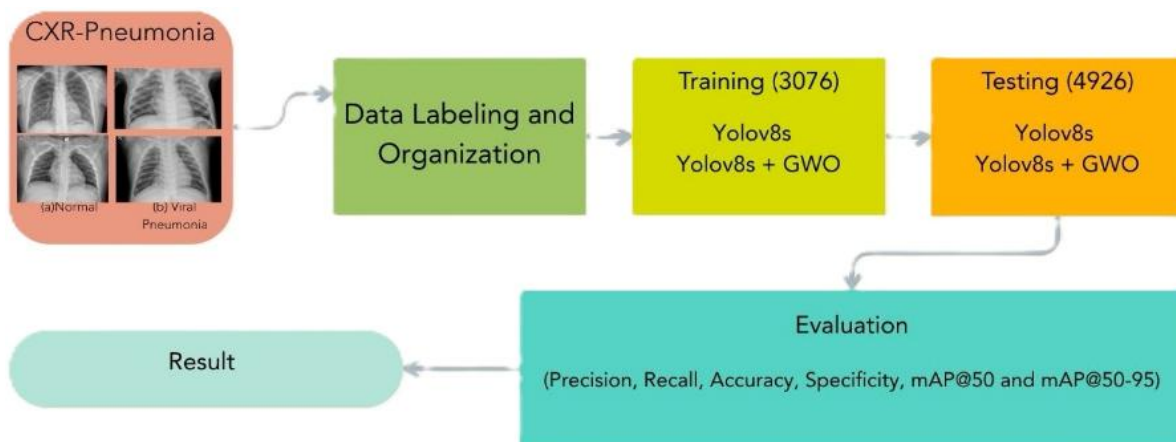 CXR-Pneumonia
(a)Normal
(b) Viral
Pneumonia
Data Labeling and
Organization
Training (3076)
Yolov8s
Yolov8s + GWO
Testing (4926)
Yolov8s
Yolov8s + GWO
Evaluation
(Precision, Recall, Accuracy, Specificity, mAP@50 and mAP@50-95)
Result